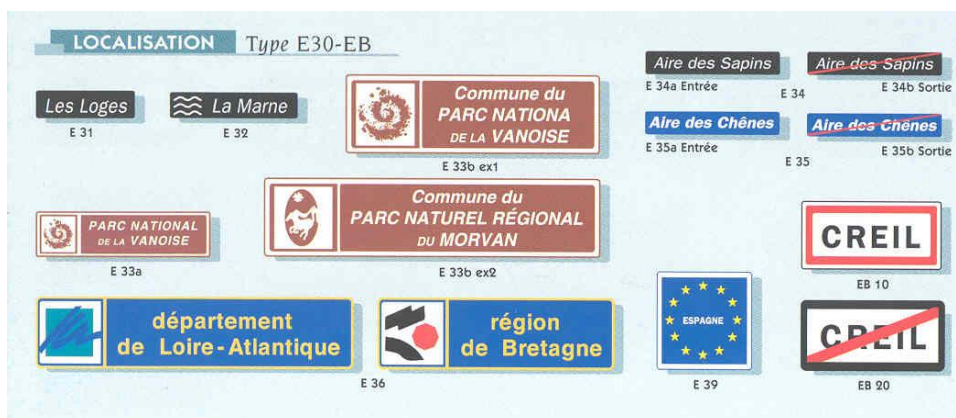 LOCALISATION Type E30-EB
Les Loges
E 31
La Marne
E 32
Commune du
PARC NATIONA
DE LA VANOISE
E 33b ex1
Aire des Sapins
E 34a Entrée
E 34
Aire des Sapins
E 34b Sortie
Aire des Chênes
E 35a Entrée
E 35
Aire des Chênes
E 35b Sortie
PARC NATIONAL
DE LA VANOISE
E 33a
Commune du
PARC NATUREL RÉGIONAL
DU MORVAN
E 33b ex2
CREIL
EB 10
département
de Loire-Atlantique
région
de Bretagne
E 36
ESPAGNE
E 39
CREIL
EB 20